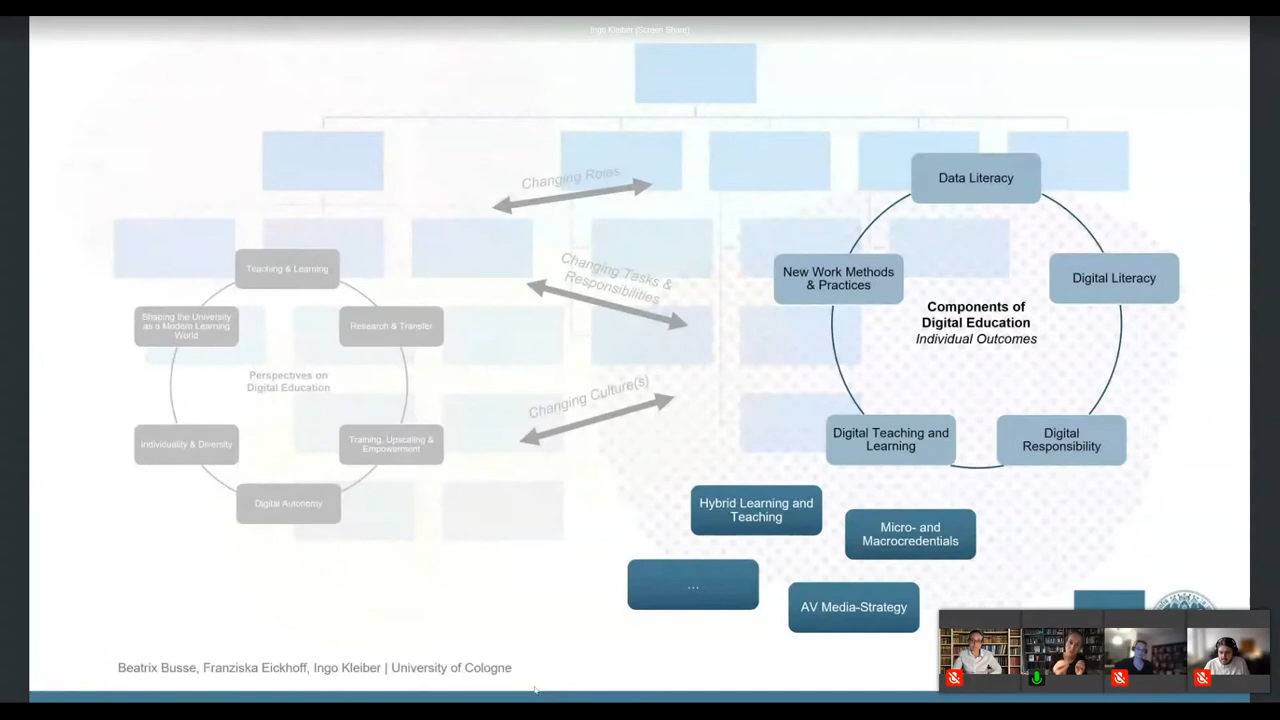 Ingo Kleiber (Screen Share)
Changing Roles
Data Literacy
Changing Tasks &
Responsibilities
New Work Methods
& Practices
Digital Literacy
Teaching & Learning
Components of
Digital Education
Individual Outcomes
Shaping the University
as a Modern Learning
World
Research & Transfer
Perspectives on
Digital Education
Changing Culture(s)
Individuality & Diversity
Training, Upscaling &
Empowerment
Digital Teaching and
Learning
Digital
Responsibility
Digital Autonomy
Hybrid Learning and
Teaching
Micro- and
Macrocredentials
...
AV Media-Strategy
Beatrix Busse, Franziska Eickhoff, Ingo Kleiber | University of Cologne